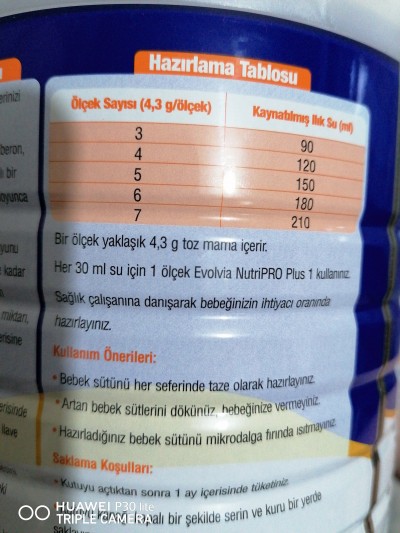 Hazırlama Tablosu
Ölçek Sayısı (4,3 g/ölçek) Kaynatılmış Ilık Su (ml)
3 90
4 120
5 150
6 180
7 210
Bir ölçek yaklaşık 4,3 g toz mama içerir.
Her 30 ml su için 1 ölçek Evolvia NutriPRO Plus 1 kullanınız.
Sağlık çalışanına danışarak bebeğinizin ihtiyacı oranında
hazırlayınız.
Kullanım Önerileri:
• Bebek sütünü her seferinde taze olarak hazırlayınız.
• Artan bebek sütlerini dökünüz, bebeğinize vermeyiniz.
• Hazırladığınız bebek sütünü mikrodalga fırında ısıtmayınız.
Saklama Koşulları:
• Kutuyu açtıktan sonra 1 ay içerisinde tüketiniz.
bir şekilde serin ve kuru bir yerde
HUAWEI P30 lite
TRIPLE CAMERA